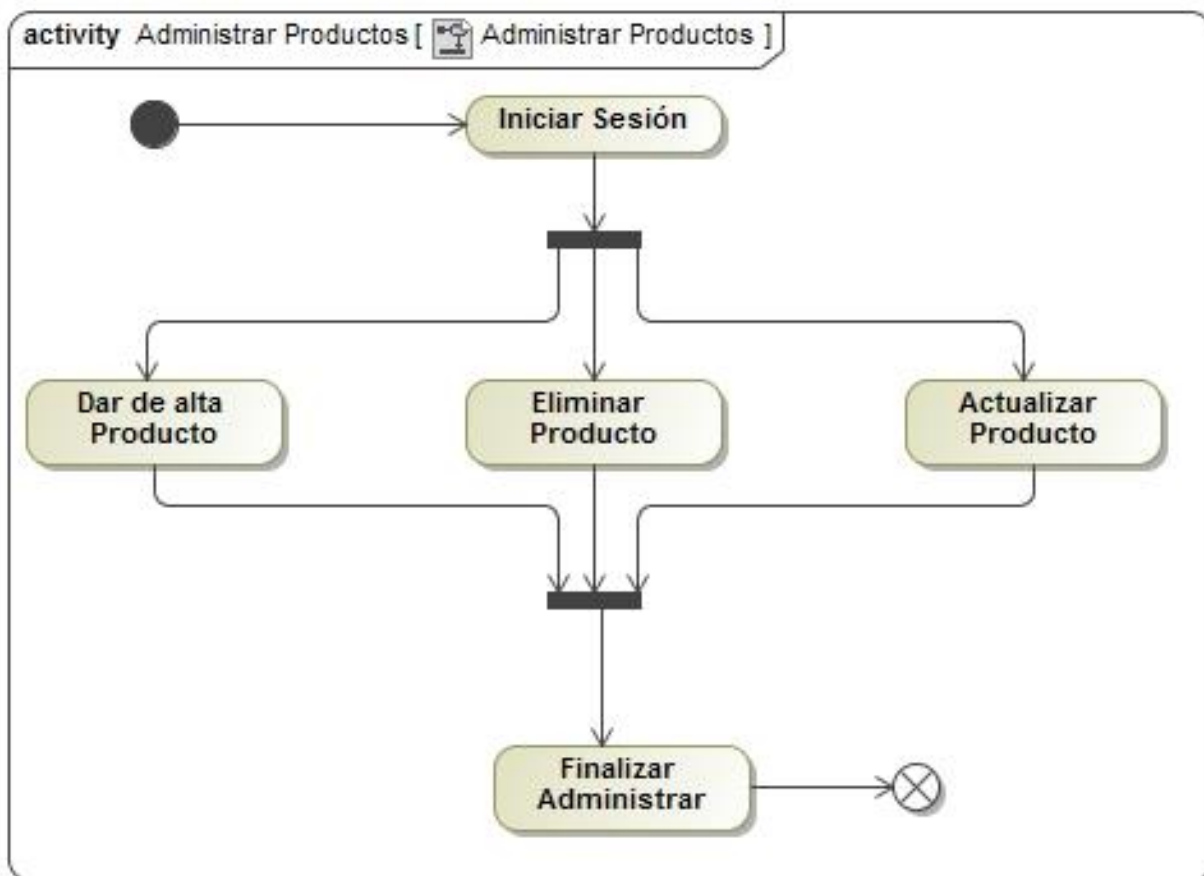 activity Administrar Productos [ Administrar Productos ]
Iniciar Sesión
Dar de alta
Producto
Eliminar
Producto
Actualizar
Producto
Finalizar
Administrar